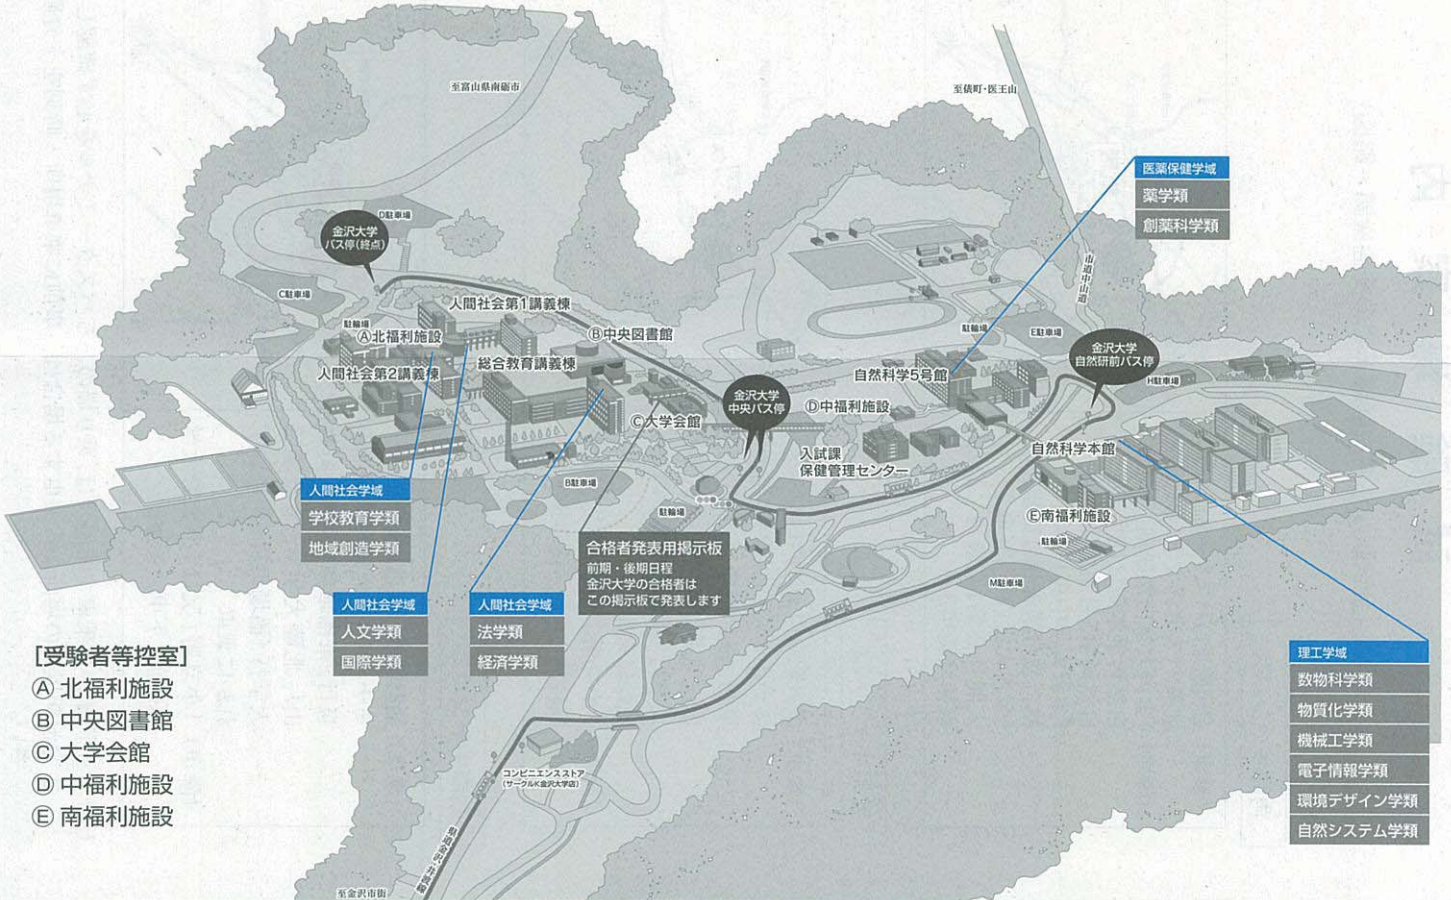 至富山県南砺市
至俵町・医王山
医薬保健学域
薬学類
創薬科学類
D駐車場
金沢大学
バス停(終点)
市道中山道
C駐車場
人間社会第1講義棟
駐輪場
Ⓐ北福利施設
Ⓑ中央図書館
駐輪場
E駐車場
金沢大学
自然研前バス停
総合教育講義棟
人間社会第2講義棟
自然科学5号館
H駐車場
金沢大学
中央バス停
Ⓓ中福利施設
Ⓒ大学会館
入試課
保健管理センター
自然科学本館
B駐車場
人間社会学域
学校教育学類
地域創造学類
駐輪場
Ⓔ南福利施設
駐輪場
合格者発表用掲示板
前期・後期日程
金沢大学の合格者は
この掲示板で発表します
M駐車場
人間社会学域
人文学類
国際学類
人間社会学域
法学類
経済学類
理工学域
数物科学類
物質化学類
機械工学類
電子情報学類
環境デザイン学類
自然システム学類
[受験者等控室]
Ⓐ 北福利施設
Ⓑ 中央図書館
Ⓒ 大学会館
Ⓓ 中福利施設
Ⓔ 南福利施設
コンビニエンスストア
(サークルK金沢大学店)
至金沢市街